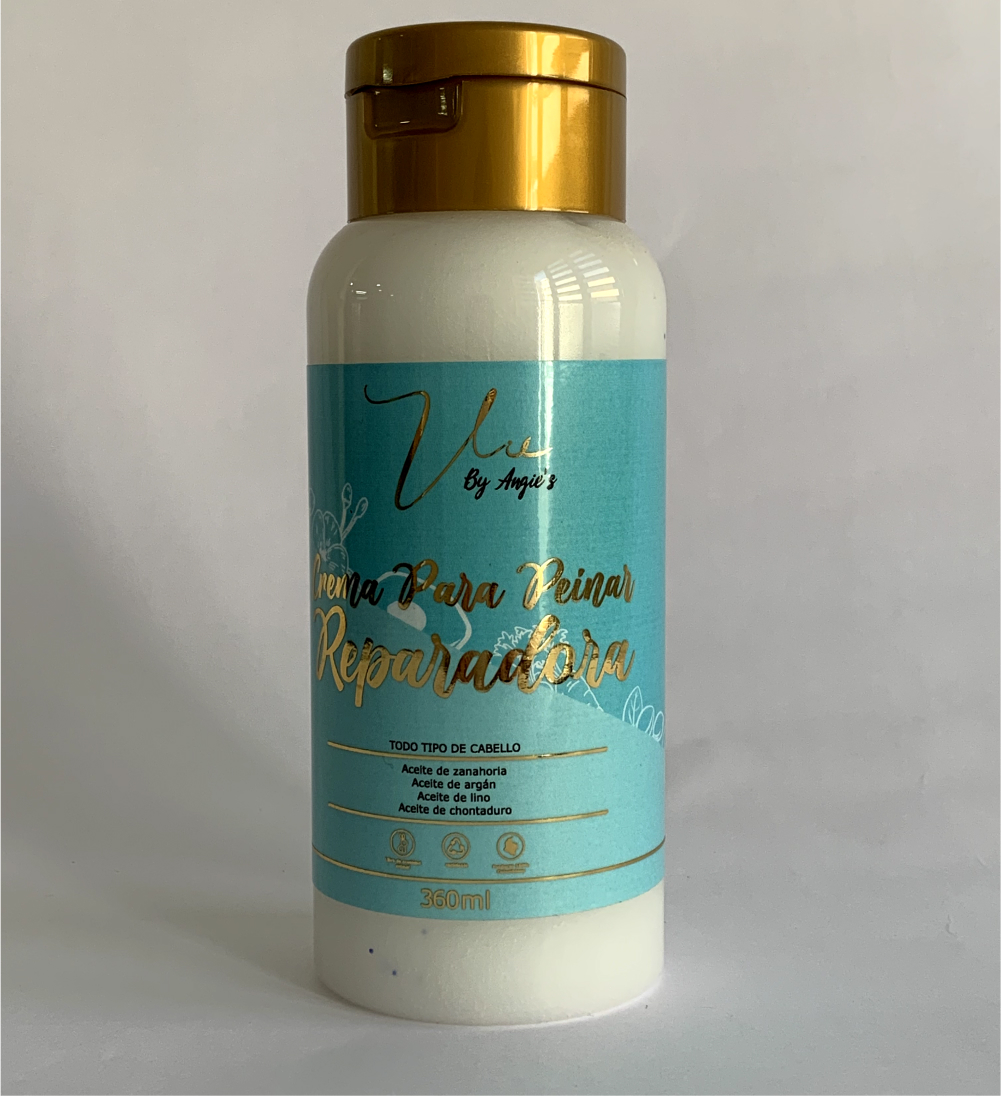 By Angie's
Crema Para Peinar
Reparadora
TODO TIPO DE CABELLO
Aceite de zanahoria
Aceite de argán
Aceite de lino
Aceite de chontaduro
360ml